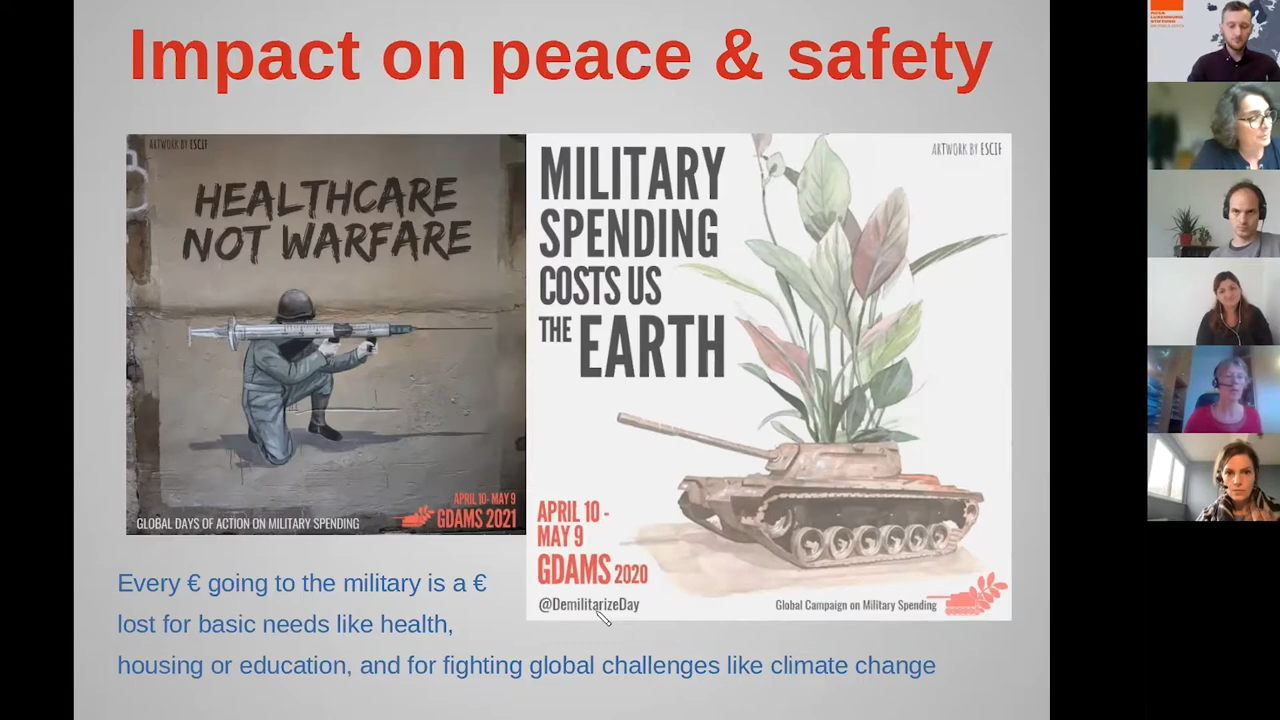 Impact on peace & safety
ARTWORK BY ESCIF
HEALTHCARE
NOT WARFARE
APRIL 10- MAY 9
GDAMS 2021
GLOBAL DAYS OF ACTION ON MILITARY SPENDING
ARTWORK BY ESCIF
MILITARY
SPENDING
COSTS US
THE EARTH
APRIL 10 -
MAY 9
GDAMS 2020
@DemilitarizeDay
Global Campaign on Military Spending
Every € going to the military is a €
lost for basic needs like health,
housing or education, and for fighting global challenges like climate change
ROSA
LUXEMBURG
STIFTUNG